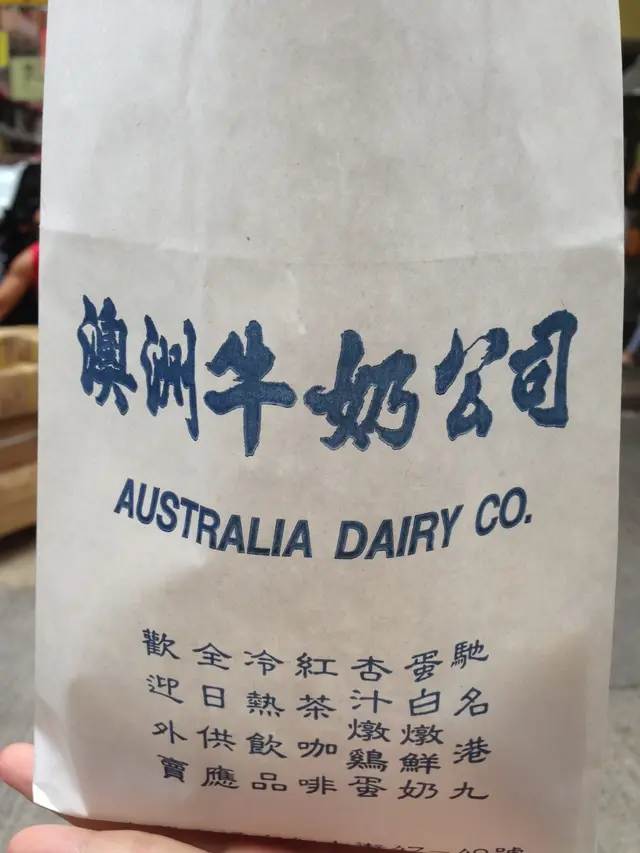 澳洲牛奶公司
AUSTRALIA DAIRY CO.
馳名港九
蛋白燉鮮奶
杏汁燉鷄蛋
紅茶咖啡
冷熱飲品
全日供應
歡迎外賣